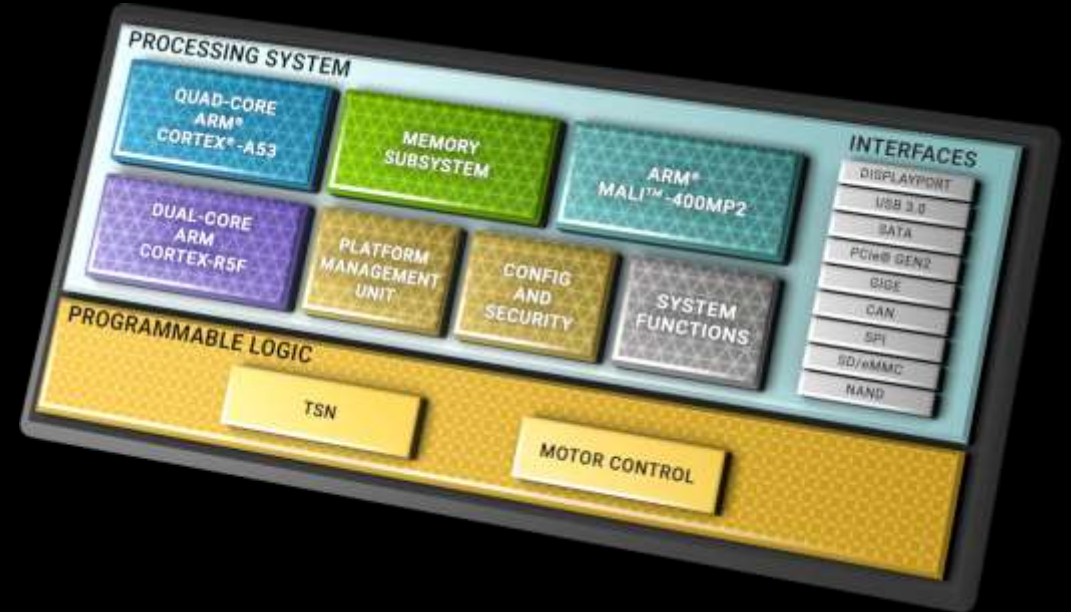 PROCESSING SYSTEM
QUAD-CORE
ARM®
CORTEX®-A53
MEMORY
SUBSYSTEM
ARM®
MALI™-400MP2
DUAL-CORE
ARM
CORTEX-R5F
PLATFORM
MANAGEMENT
UNIT
CONFIG
AND
SECURITY
SYSTEM
FUNCTIONS
INTERFACES
DISPLAYPORT
USB 3.0
SATA
PCIe® GEN2
GIGE
CAN
SPI
SD/eMMC
NAND
PROGRAMMABLE LOGIC
TSN
MOTOR CONTROL